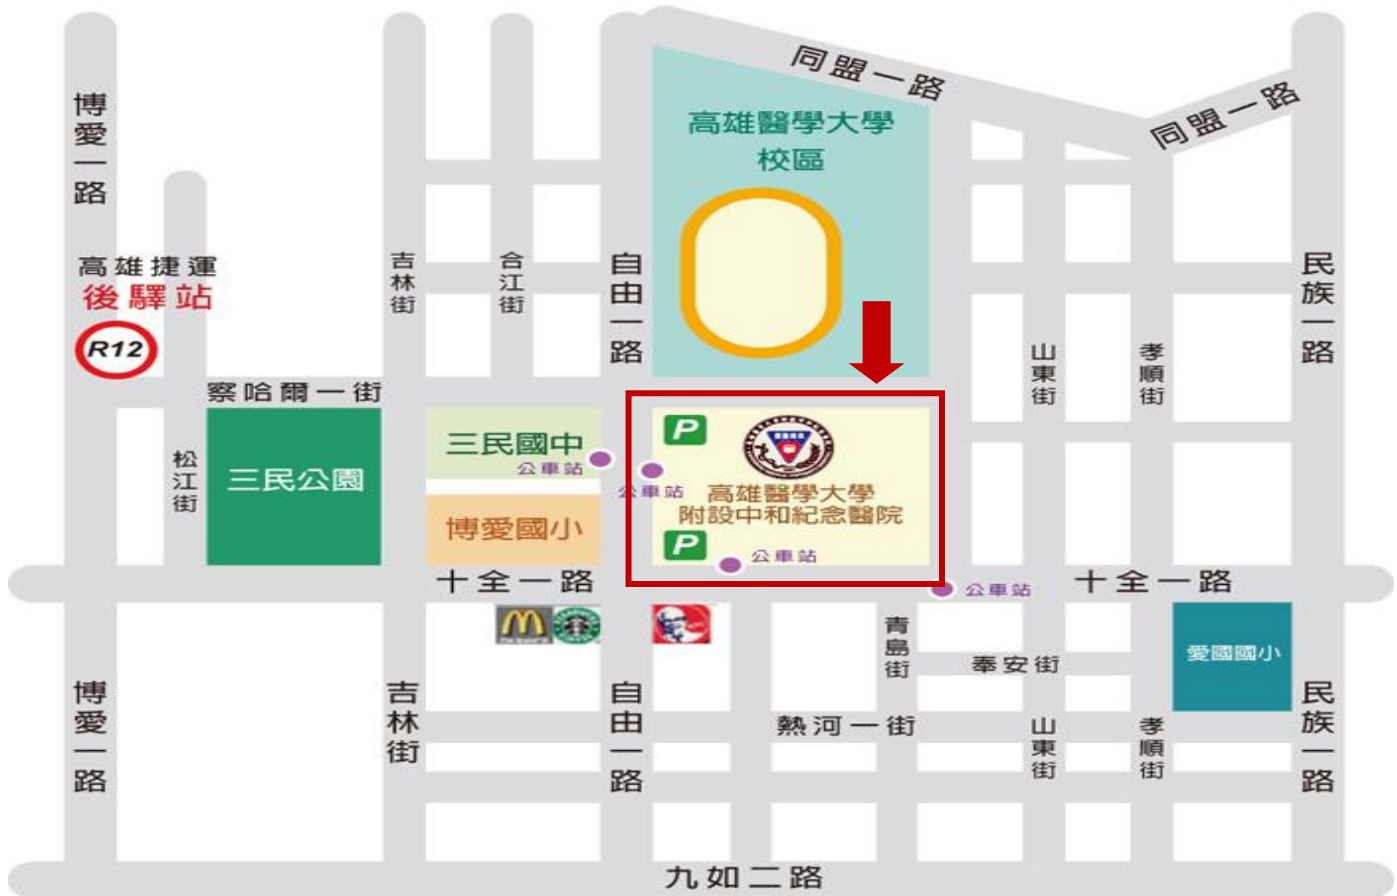 同盟一路
同盟一路
博愛一路
高雄醫學大學
校區
高雄捷運
後驛站
R12
吉林街
合江街
自由一路
民族一路
山東街
孝順街
察哈爾一街
松江街
三民公園
三民國中
公車站
博愛國小
P
公車站
高雄醫學大學
附設中和紀念醫院
P
公車站
十全一路
公車站
十全一路
M
KFC
青島街
奉安街
愛國國小
博愛一路
吉林街
自由一路
熱河一街
山東街
孝順街
民族一路
九如二路